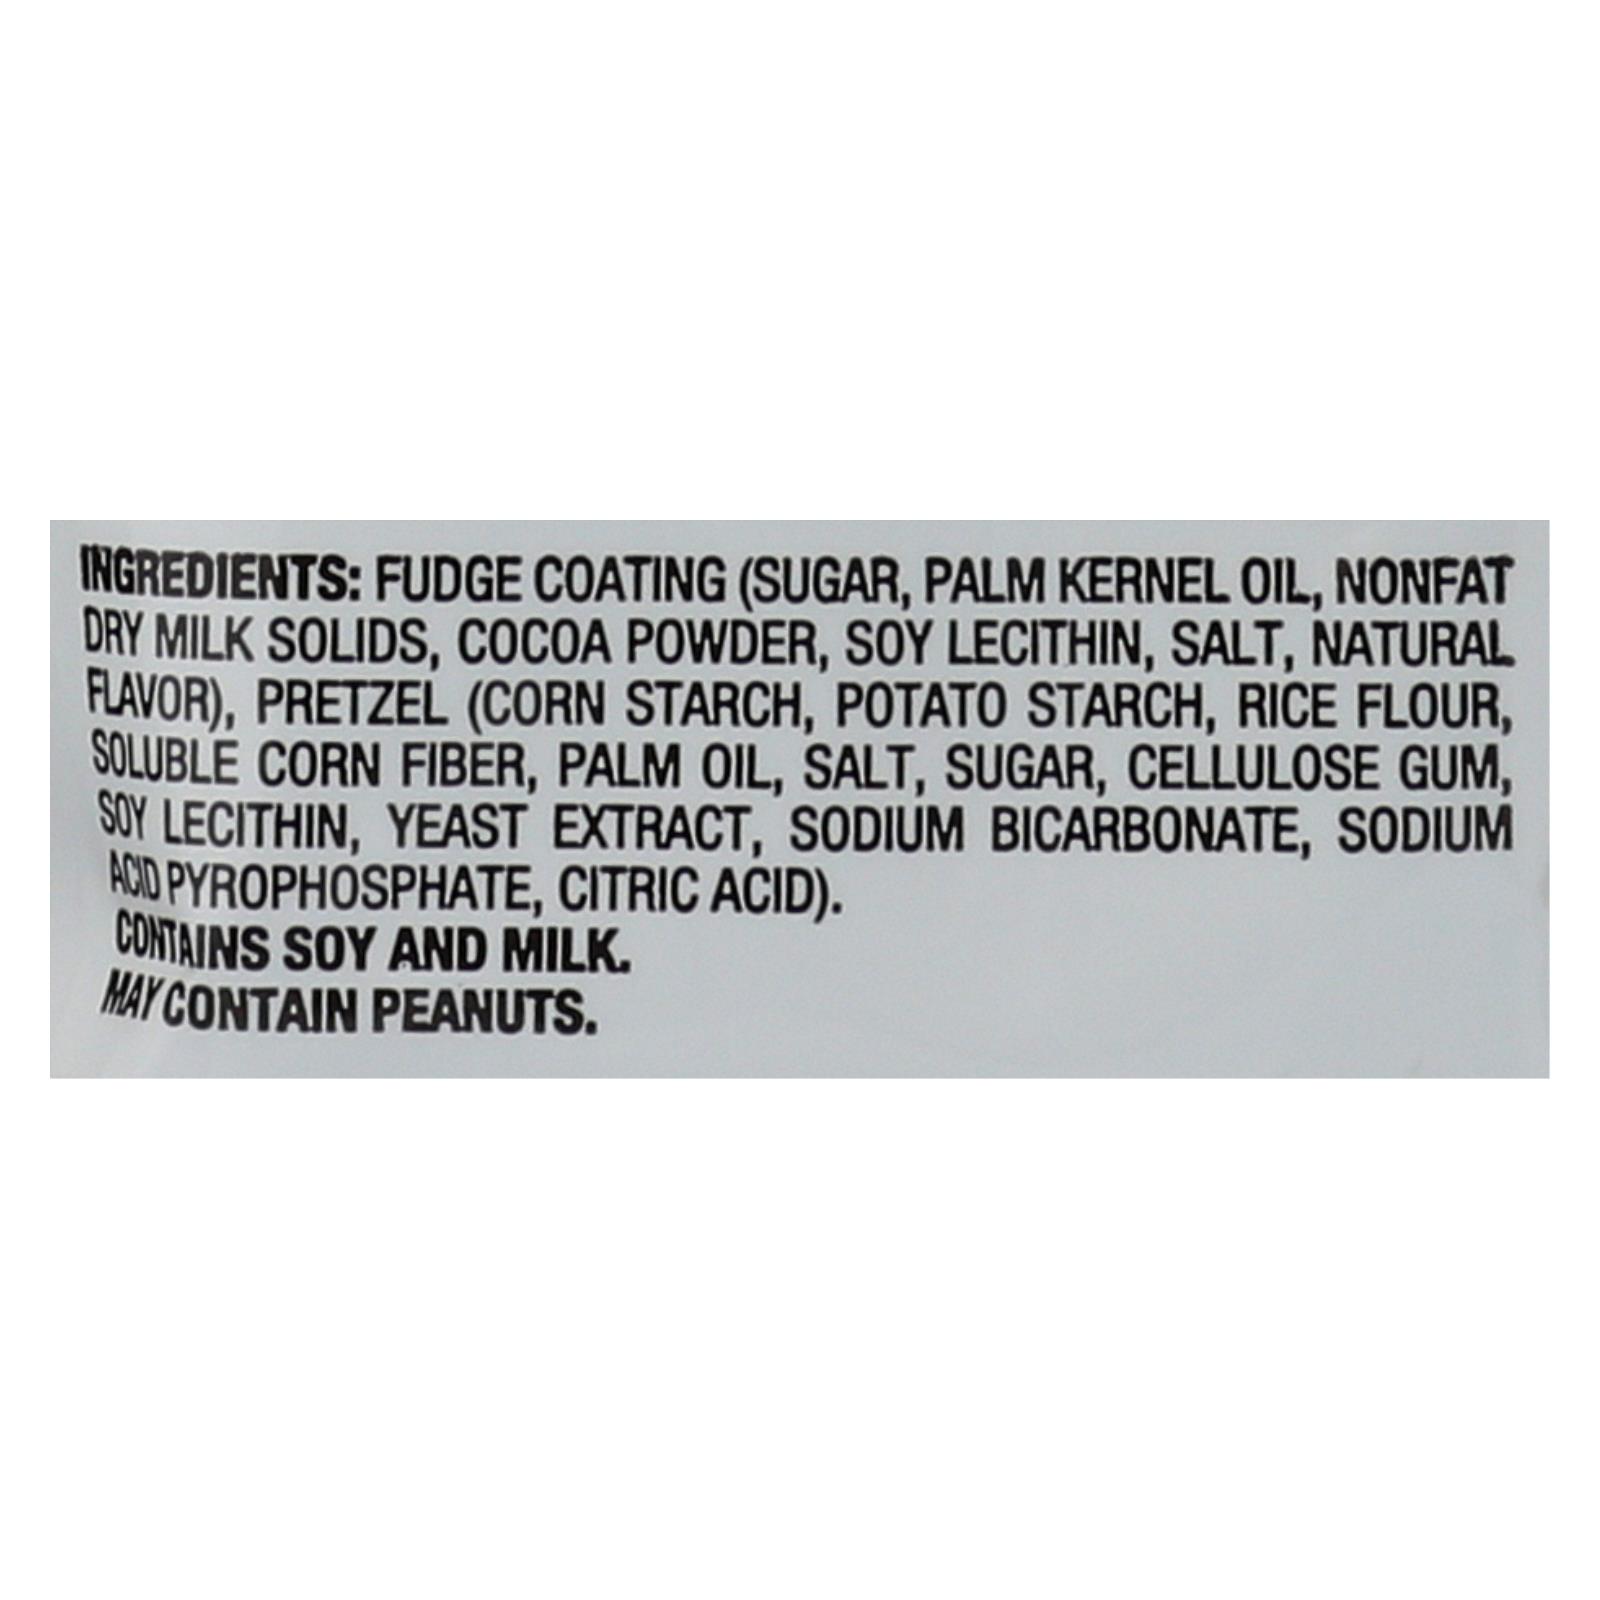 INGREDIENTS: FUDGE COATING (SUGAR, PALM KERNEL OIL, NONFAT
DRY MILK SOLIDS, COCOA POWDER, SOY LECITHIN, SALT, NATURAL
FLAVOR), PRETZEL (CORN STARCH, POTATO STARCH, RICE FLOUR,
SOLUBLE CORN FIBER, PALM OIL, SALT, SUGAR, CELLULOSE GUM,
SOY LECITHIN, YEAST EXTRACT, SODIUM BICARBONATE, SODIUM
ACID PYROPHOSPHATE, CITRIC ACID).
CONTAINS SOY AND MILK.
MAY CONTAIN PEANUTS.